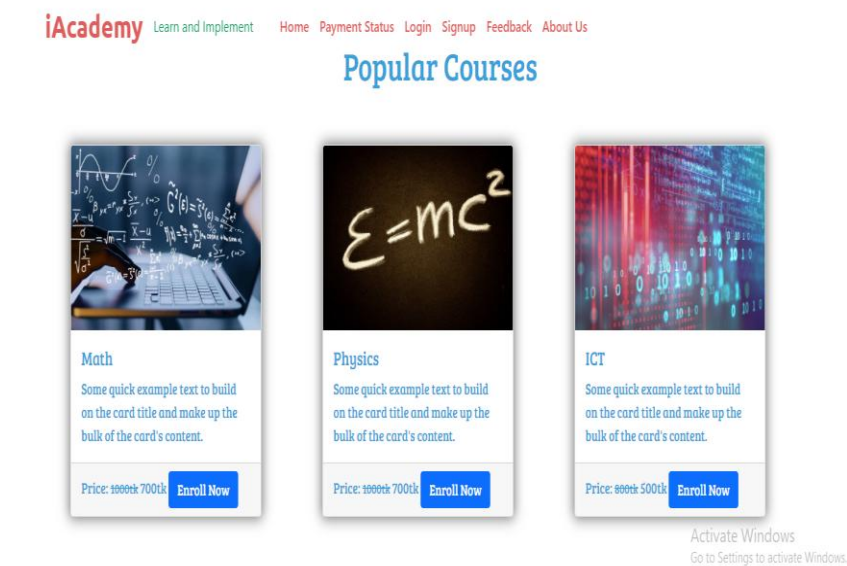 iAcademy Learn and Implement Home Payment Status Login Signup Feedback About Us
Popular Courses
E=mc²
Math
Some quick example text to build
on the card title and make up the
bulk of the card's content.
Price: 1000tk 700tk Enroll Now
Physics
Some quick example text to build
on the card title and make up the
bulk of the card's content.
Price: 1000tk 700tk Enroll Now
ICT
Some quick example text to build
on the card title and make up the
bulk of the card's content.
Price: 800tk 500tk Enroll Now
Activate Windows
Go to Settings to activate Windows.